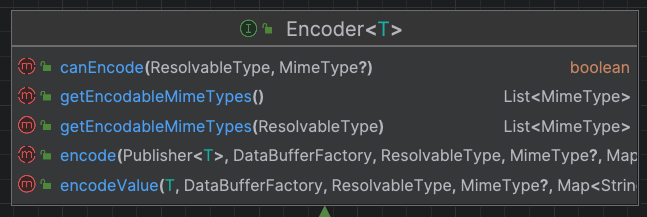 Encoder<T>
canEncode(ResolvableType, MimeType?) boolean
getEncodableMimeTypes() List<MimeType>
getEncodableMimeTypes(ResolvableType) List<MimeType>
encode(Publisher<T>, DataBufferFactory, ResolvableType, MimeType?, Map
encodeValue(T, DataBufferFactory, ResolvableType, MimeType?, Map<Strin